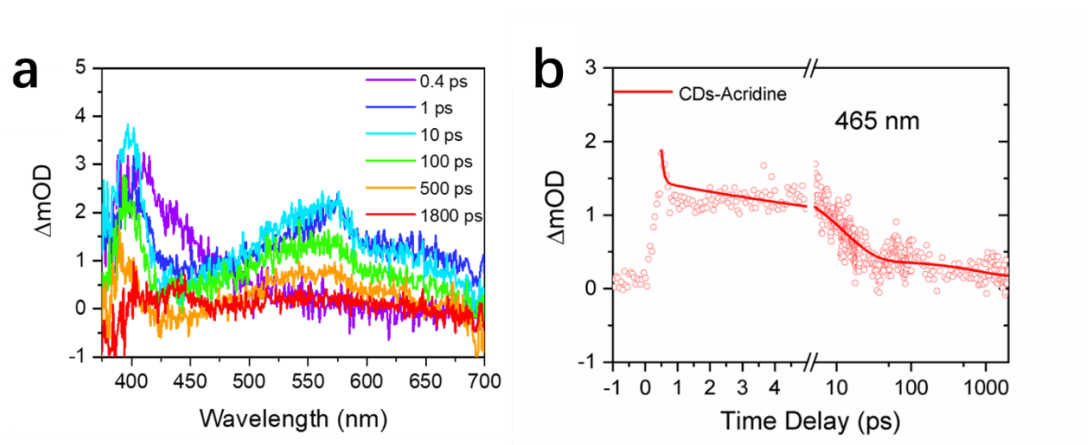 a
5
4
3
2
1
0
-1
ΔmOD
400
450
500
550
600
650
700
Wavelength (nm)
0.4 ps
1 ps
10 ps
100 ps
500 ps
1800 ps
b
3
2
1
0
-1
ΔmOD
CDs-Acridine
465 nm
-1
0
1
2
3
4
10
100
1000
Time Delay (ps)